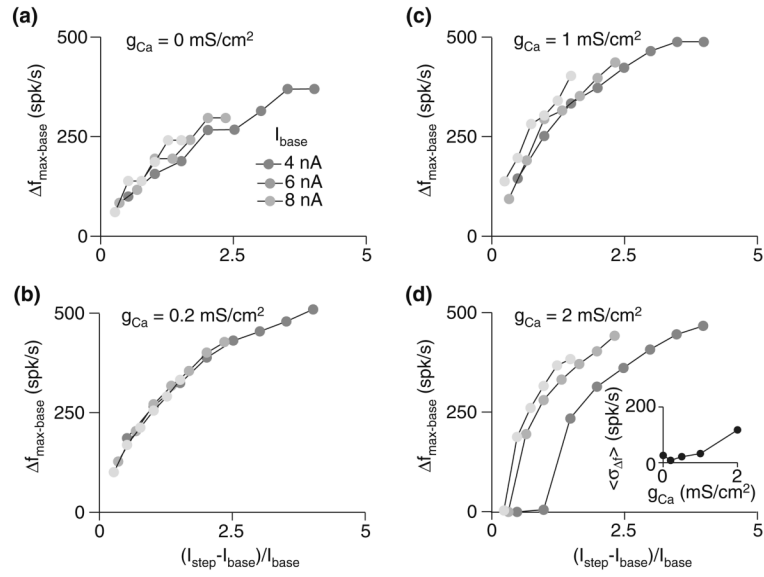 (a)
g_Ca = 0 mS/cm²
500
250
0
Δf_max-base (spk/s)
I_base
4 nA
6 nA
8 nA
0 2.5 5
(c)
g_Ca = 1 mS/cm²
500
250
0
Δf_max-base (spk/s)
0 2.5 5
(b)
g_Ca = 0.2 mS/cm²
500
250
0
Δf_max-base (spk/s)
0 2.5 5
(I_step-I_base)/I_base
(d)
g_Ca = 2 mS/cm²
500
250
0
Δf_max-base (spk/s)
200
0
<σ_Δf> (spk/s)
0 2
g_Ca (mS/cm²)
0 2.5 5
(I_step-I_base)/I_base